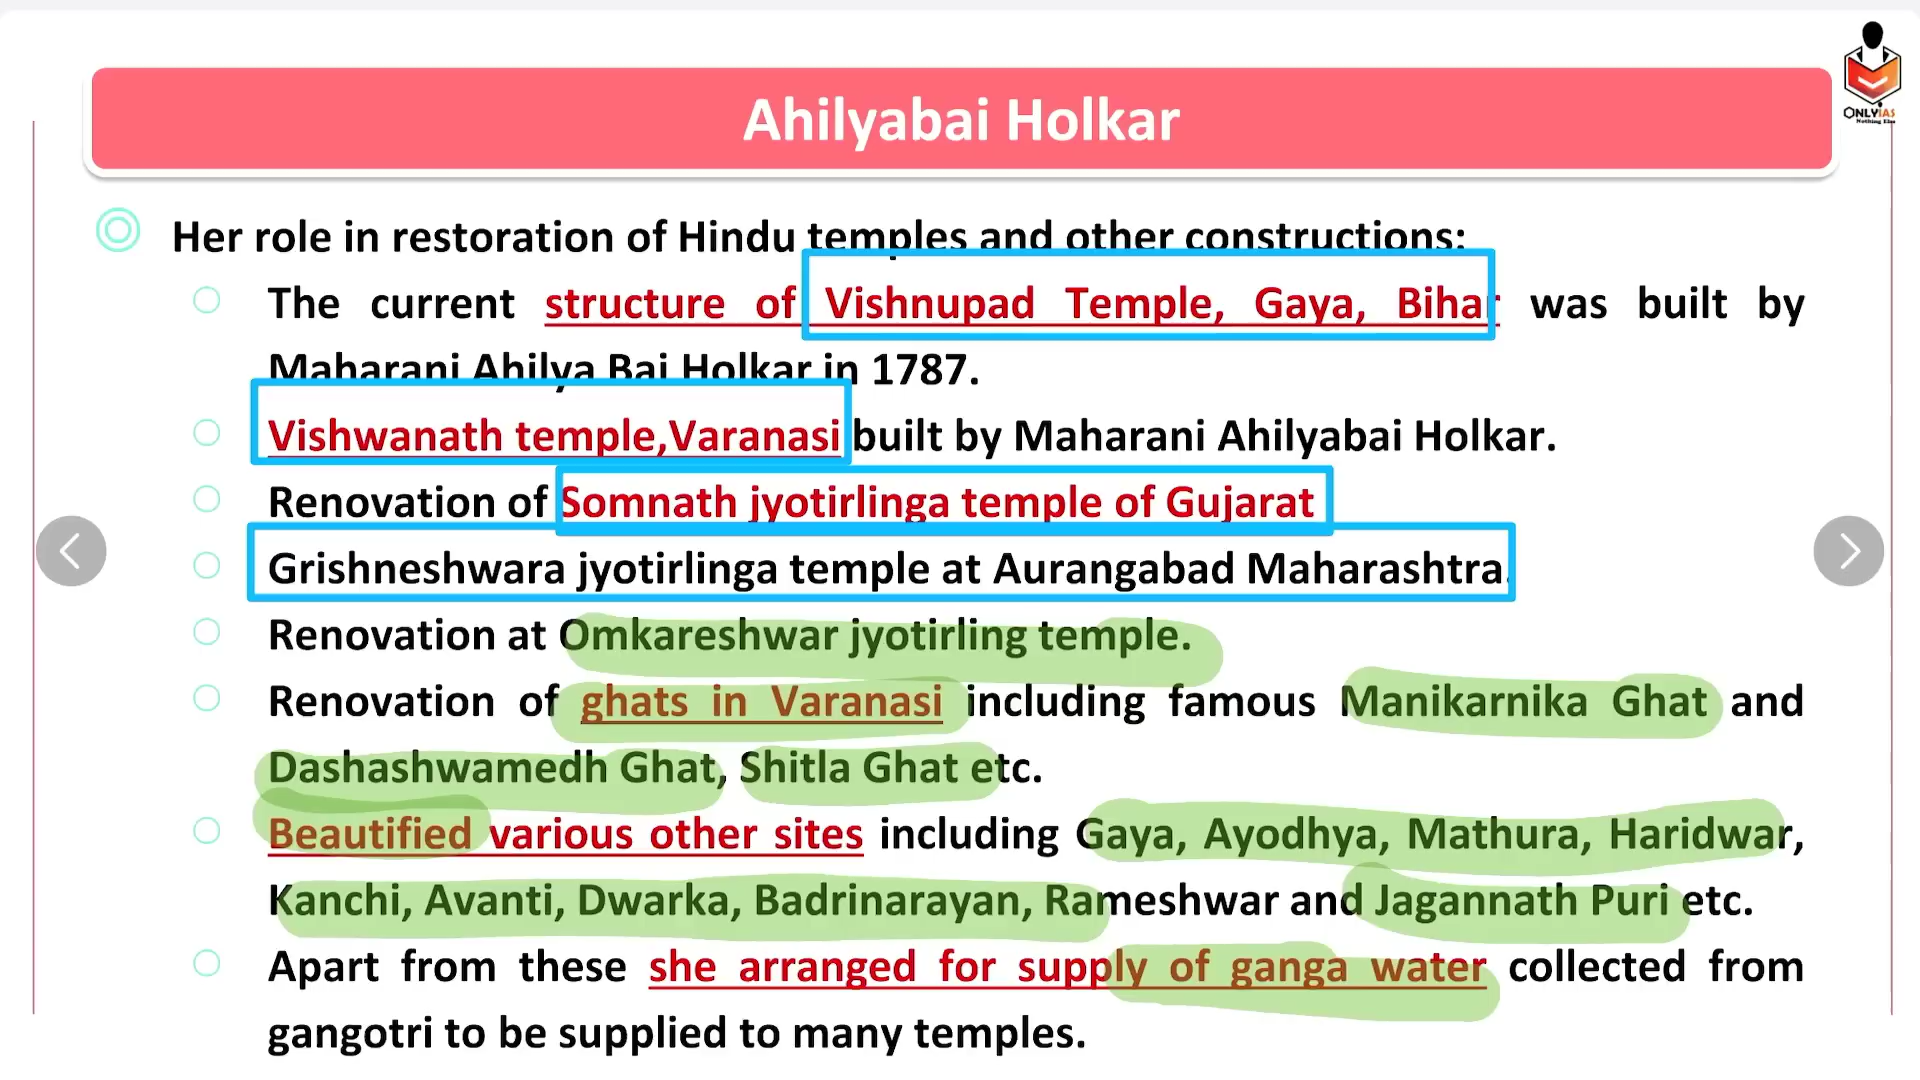 Ahilyabai Holkar
ONLYIAS
Nothing Else
Her role in restoration of Hindu temples and other constructions:
The current structure of Vishnupad Temple, Gaya, Bihar was built by
Maharani Ahilya Bai Holkar in 1787.
Vishwanath temple,Varanasi built by Maharani Ahilyabai Holkar.
Renovation of Somnath jyotirlinga temple of Gujarat
Grishneshwara jyotirlinga temple at Aurangabad Maharashtra.
Renovation at Omkareshwar jyotirling temple.
Renovation of ghats in Varanasi including famous Manikarnika Ghat and
Dashashwamedh Ghat, Shitla Ghat etc.
Beautified various other sites including Gaya, Ayodhya, Mathura, Haridwar,
Kanchi, Avanti, Dwarka, Badrinarayan, Rameshwar and Jagannath Puri etc.
Apart from these she arranged for supply of ganga water collected from
gangotri to be supplied to many temples.